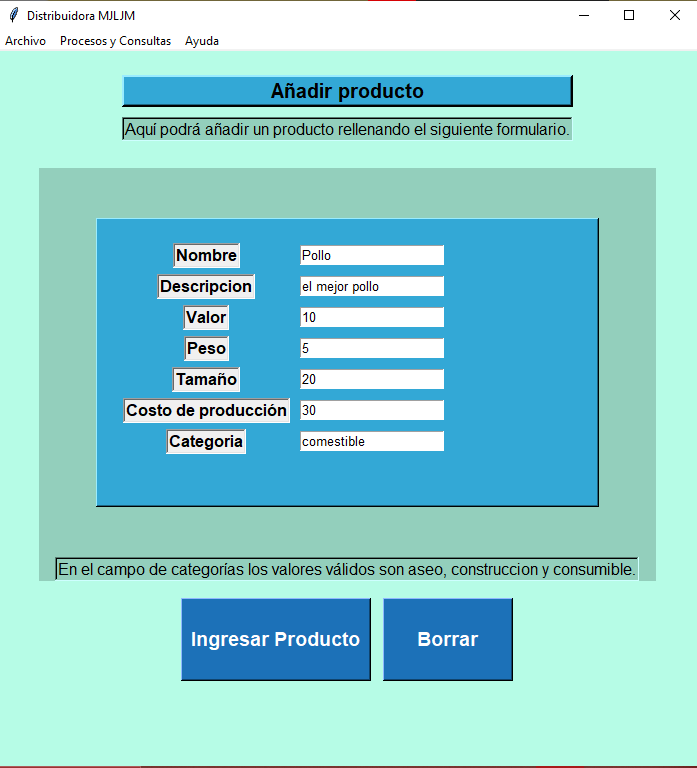 Distribuidora MJLJM
Archivo Procesos y Consultas Ayuda
Añadir producto
Aquí podrá añadir un producto rellenando el siguiente formulario.
Nombre Pollo
Descripcion el mejor pollo
Valor 10
Peso 5
Tamaño 20
Costo de producción 30
Categoria comestible
En el campo de categorías los valores válidos son aseo, construccion y consumible.
Ingresar Producto Borrar